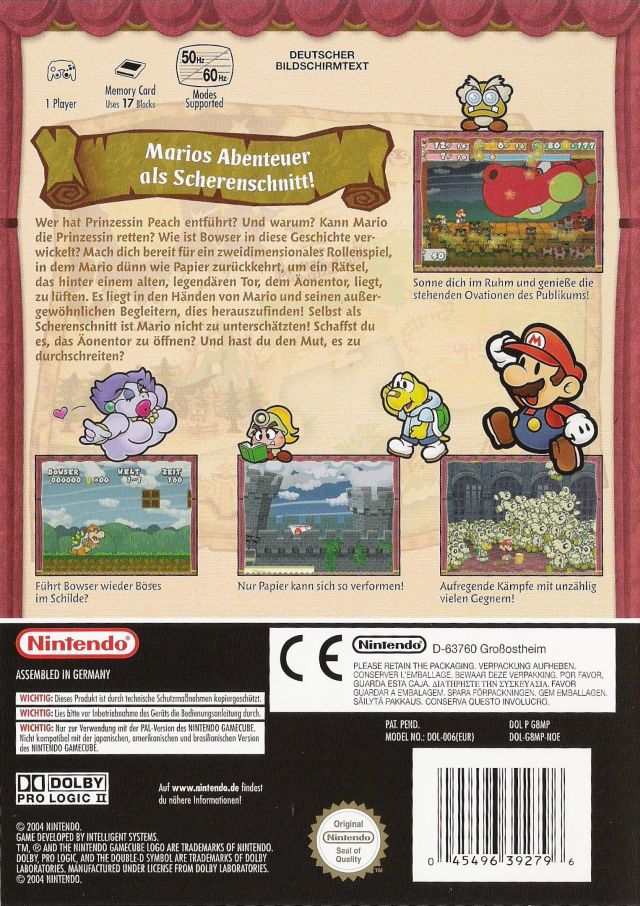 1 Player
Memory Card
Uses 17 Blocks
50Hz
60Hz
Modes
Supported
DEUTSCHER
BILDSCHIRMTEXT
Marios Abenteuer
als Scherenschnitt!
Wer hat Prinzessin Peach entführt? Und warum? Kann Mario
die Prinzessin retten? Wie ist Bowser in diese Geschichte ver-
wickelt? Mach dich bereit für ein zweidimensionales Rollenspiel,
in dem Mario dünn wie Papier zurückkehrt, um ein Rätsel,
das hinter einem alten, legendären Tor, dem Äonentor, liegt,
zu lüften. Es liegt in den Händen von Mario und seinen außer-
gewöhnlichen Begleitern, dies herauszufinden! Selbst als
Scherenschnitt ist Mario nicht zu unterschätzten! Schaffst du
es, das Äonentor zu öffnen? Und hast du den Mut, es zu
durchschreiten?
Sonne dich im Ruhm und genieße die
stehenden Ovationen des Publikums!
BOWSER WELT ZEIT
Führt Bowser wieder Böses
im Schilde?
Nur Papier kann sich so verformen!
Aufregende Kämpfe mit unzählig
vielen Gegnern!
Nintendo®
ASSEMBLED IN GERMANY
WICHTIG: Dieses Produkt ist durch technische Schutzmaßnahmen kopiergeschützt.
WICHTIG: Lies bitte vor Inbetriebnahme des Geräts die Bedienungsanleitung durch.
WICHTIG: Nur zur Verwendung mit der PAL-Version des NINTENDO GAMECUBE.
Nicht kompatibel mit der japanischen, amerikanischen und brasilianischen Version
des NINTENDO GAMECUBE.
CE
Nintendo® D-63760 Großostheim
PLEASE RETAIN THE PACKAGING. VERPACKUNG AUFHEBEN.
CONSERVER L'EMBALLAGE. BEWAAR DEZE VERPAKKING. POR FAVOR,
GUARDA ESTA CAJA. ΔΙΑΤΗΡΗΣΤΕ ΤΗΝ ΣΥΣΚΕΥΑΣΙΑ. FAVOR
GUARDAR A EMBALAGEM. SPARA FÖRPACKNINGEN. GEM EMBALLAGEN.
SÄILYTÄ PAKKAUS. CONSERVA QUESTO INVOLUCRO.
PAT. PEND. DOL P G8MP
MODEL NO.: DOL-006(EUR) DOL-G8MP-NOE
DOLBY
PRO LOGIC II
Auf www.nintendo.de findest
du nähere Informationen!
Original
Nintendo®
Seal of
Quality
TM
0 45496 39279 6
© 2004 NINTENDO.
GAME DEVELOPED BY INTELLIGENT SYSTEMS.
TM, ® AND THE NINTENDO GAMECUBE LOGO ARE TRADEMARKS OF NINTENDO.
DOLBY, PRO LOGIC, AND THE DOUBLE-D SYMBOL ARE TRADEMARKS OF DOLBY
LABORATORIES. MANUFACTURED UNDER LICENSE FROM DOLBY LABORATORIES.
© 2004 NINTENDO.